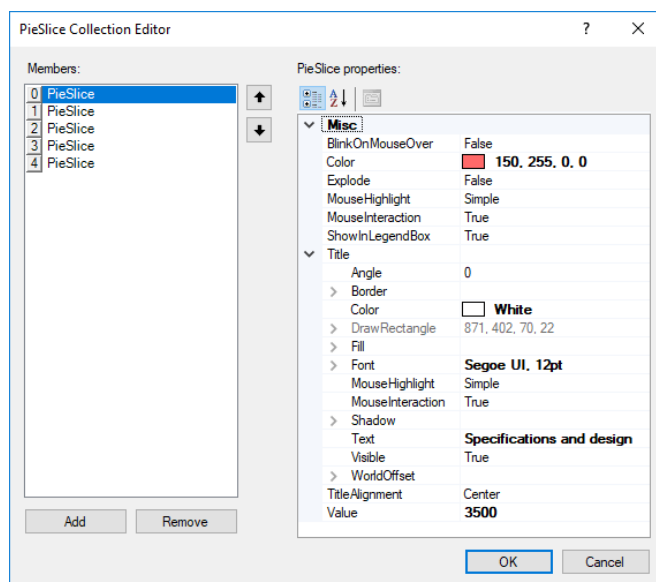 PieSlice Collection Editor
?
Members:
0 PieSlice
1 PieSlice
2 PieSlice
3 PieSlice
4 PieSlice
Add Remove
PieSlice properties:
A Z
Misc
BlinkOnMouseOver False
Color 150, 255, 0, 0
Explode False
MouseHighlight Simple
MouseInteraction True
ShowInLegendBox True
Title
Angle 0
Border
Color White
DrawRectangle 871, 402, 70, 22
Fill
Font Segoe UI, 12pt
MouseHighlight Simple
MouseInteraction True
Shadow
Text Specifications and design
Visible True
WorldOffset
TitleAlignment Center
Value 3500
OK Cancel